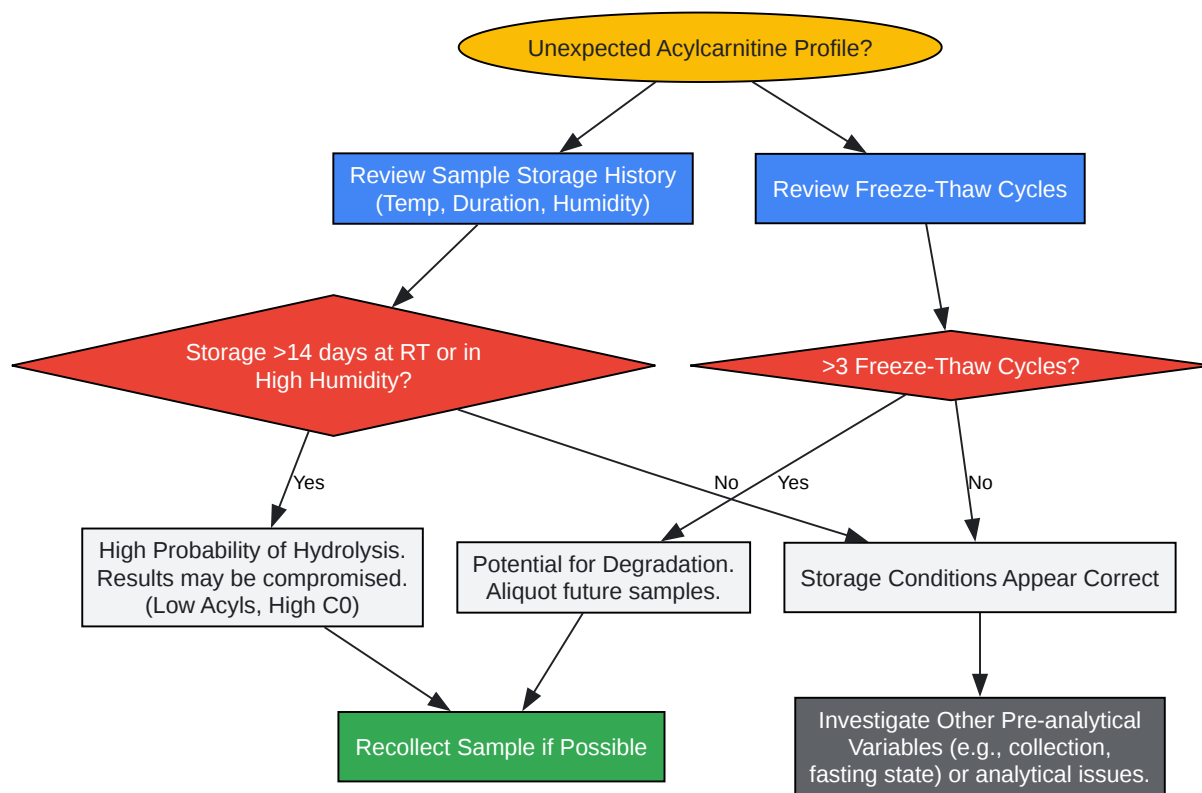 Unexpected Acylcarnitine Profile?
Review Sample Storage History
(Temp, Duration, Humidity)
Review Freeze-Thaw Cycles
Storage >14 days at RT or in
High Humidity?
>3 Freeze-Thaw Cycles?
Yes
No
Yes
No
High Probability of Hydrolysis.
Results may be compromised.
(Low Acyls, High C0)
Potential for Degradation.
Aliquot future samples.
Storage Conditions Appear Correct
Recollect Sample if Possible
Investigate Other Pre-analytical
Variables (e.g., collection,
fasting state) or analytical issues.